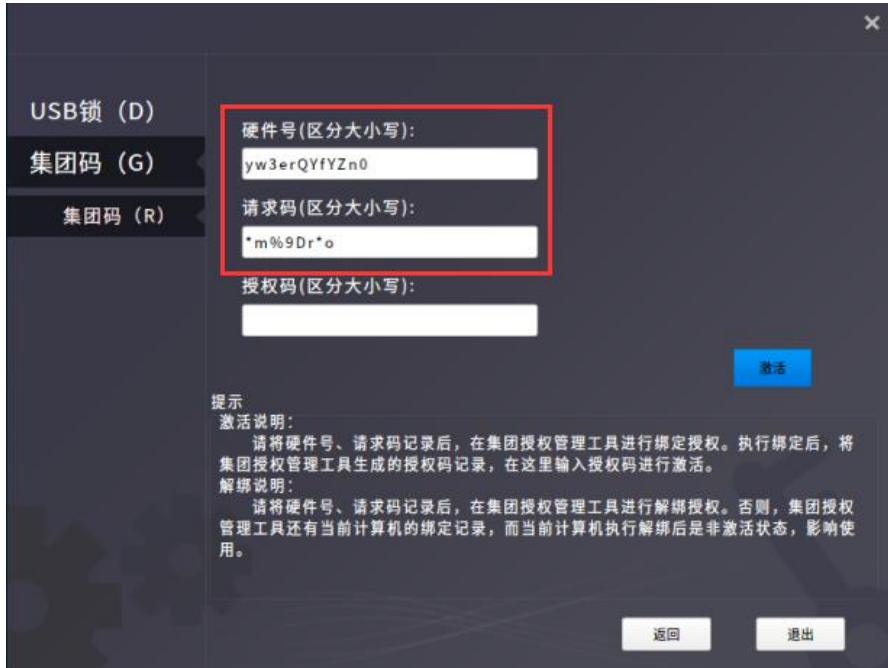 ×
USB锁（D）
集团码（G）
集团码（R）
硬件号(区分大小写):
yw3erQYfYZn0
请求码(区分大小写):
*m%9Dr*o
授权码(区分大小写):
激活
提示
激活说明:
请将硬件号、请求码记录后，在集团授权管理工具进行绑定授权。执行绑定后，将
集团授权管理工具生成的授权码记录，在这里输入授权码进行激活。
解绑说明:
请将硬件号、请求码记录后，在集团授权管理工具进行解绑授权。否则，集团授权
管理工具还有当前计算机的绑定记录，而当前计算机执行解绑后是非激活状态，影响使
用。
返回
退出